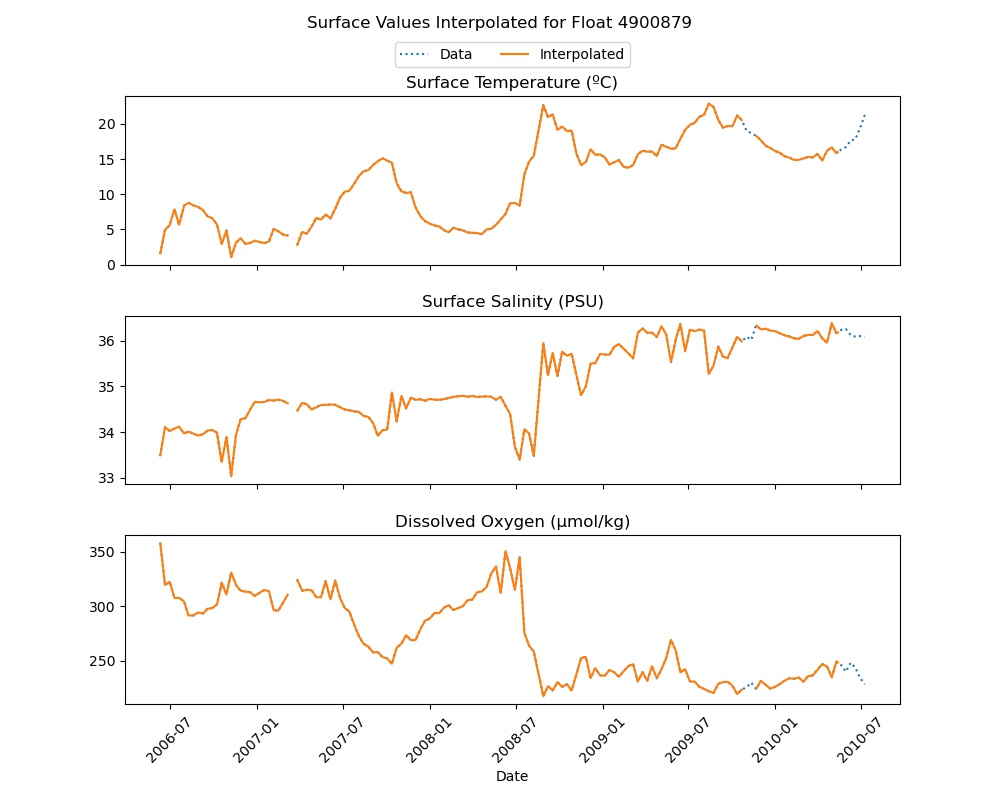 Surface Values Interpolated for Float 4900879
Data Interpolated
Surface Temperature (ºC)
20
15
10
5
0
Surface Salinity (PSU)
36
35
34
33
Dissolved Oxygen (µmol/kg)
350
300
250
2006-07 2007-01 2007-07 2008-01 2008-07 2009-01 2009-07 2010-01 2010-07
Date